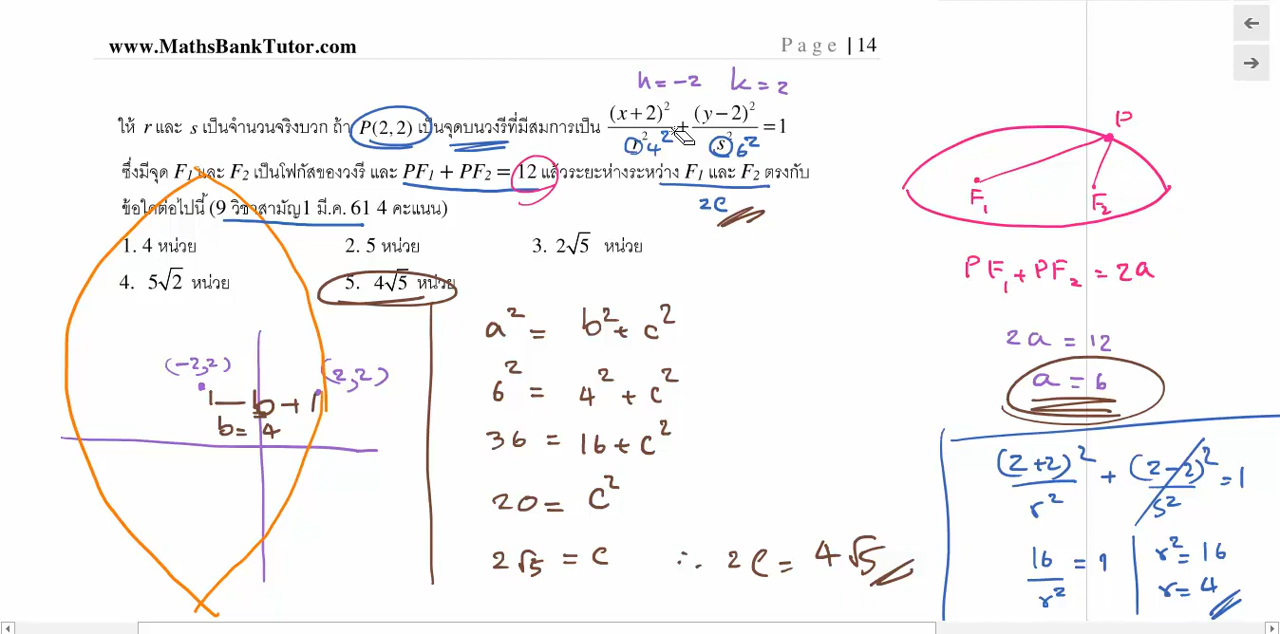 www.MathsBankTutor.com
Page | 14
h = -2 k = 2
ให้ r และ s เป็นจำนวนจริงบวก ถ้า P(2,2) เป็นจุดบนวงรีที่มีสมการเป็น (x+2)²/r² + (y−2)²/s² = 1
4² 6²
ซึ่งมีจุด F₁ และ F₂ เป็นโฟกัสของวงรี และ PF₁ + PF₂ = 12 แล้วระยะห่างระหว่าง F₁ และ F₂ ตรงกับ
ข้อใดต่อไปนี้ (9 วิชาสามัญ1 มี.ค. 61 4 คะแนน)
2c
1. 4 หน่วย 2. 5 หน่วย 3. 2√5 หน่วย
4. 5√2 หน่วย 5. 4√5 หน่วย
(-2,2) (2,2)
b
b = 4
a² = b² + c²
6² = 4² + c²
36 = 16 + c²
20 = c²
2√5 = c ∴ 2c = 4√5
P
F₁ F₂
PF₁ + PF₂ = 2a
2a = 12
a = 6
(2+2)²/r² + (2-2)²/s² = 1
16/r² = 1
r² = 16
r = 4